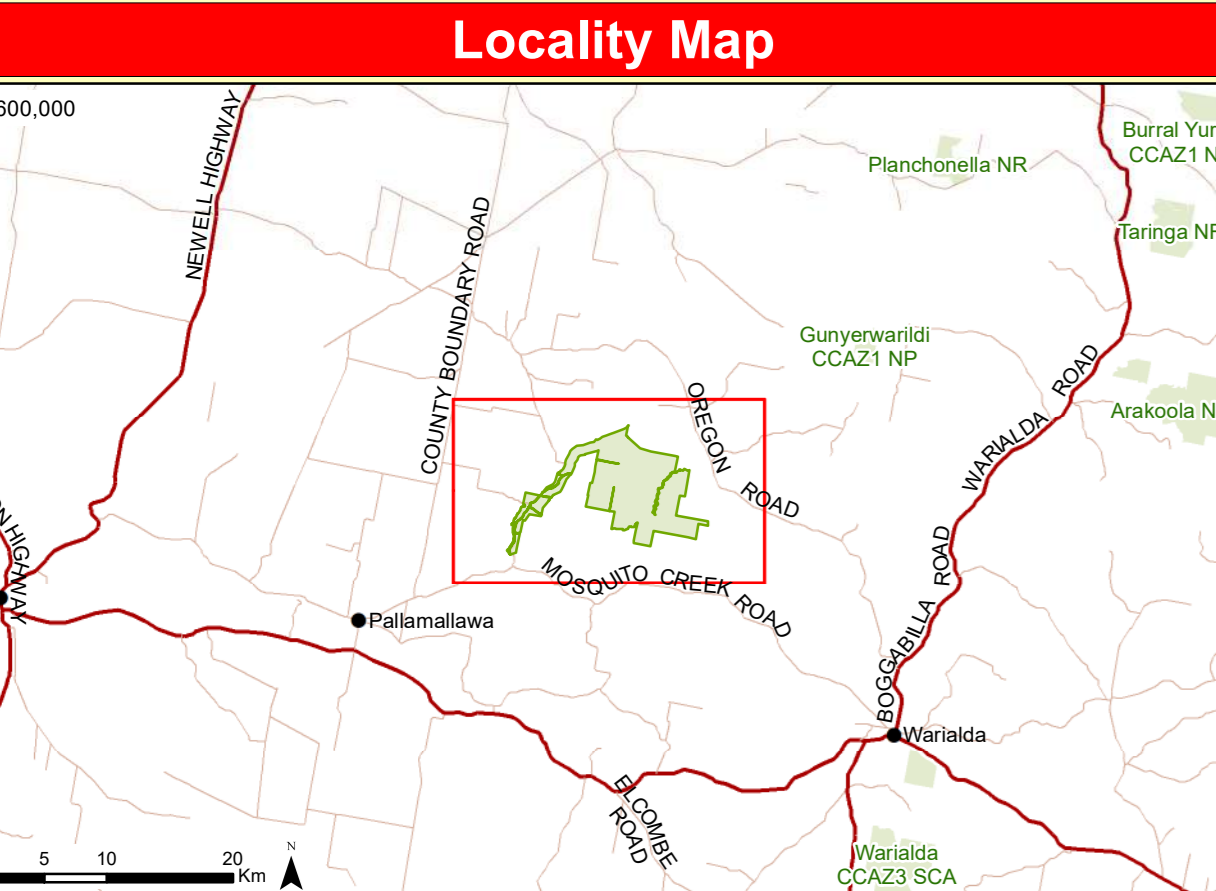 Locality Map
600,000
NEWELL HIGHWAY
COUNTY BOUNDARY ROAD
Planchonella NR
Burral Yur
CCAZ1 N
Taringa NR
Gunyerwarildi
CCAZ1 NP
Arakoola N
OREGON ROAD
WARIALDA ROAD
BOGGABILLA ROAD
MOSQUITO CREEK ROAD
N HIGHWAY
Pallamallawa
Warialda
ELCOMBE
ROAD
Warialda
CCAZ3 SCA
5 10 20
Km
N